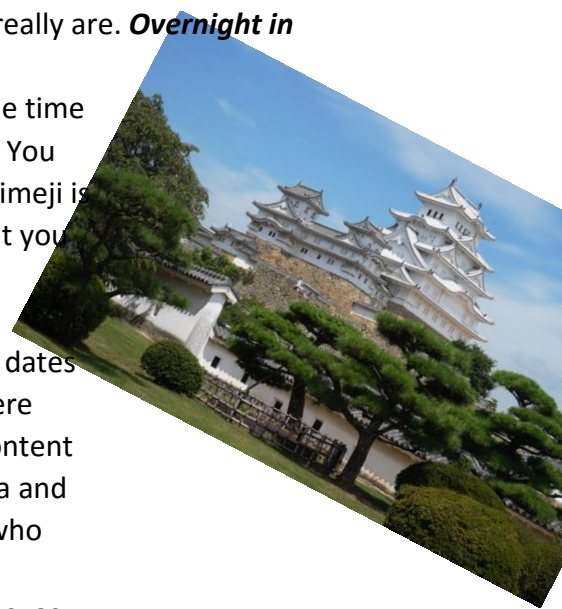 really are. Overnight in
e time
You
imeji is
t you
dates
ere
ontent
a and
who